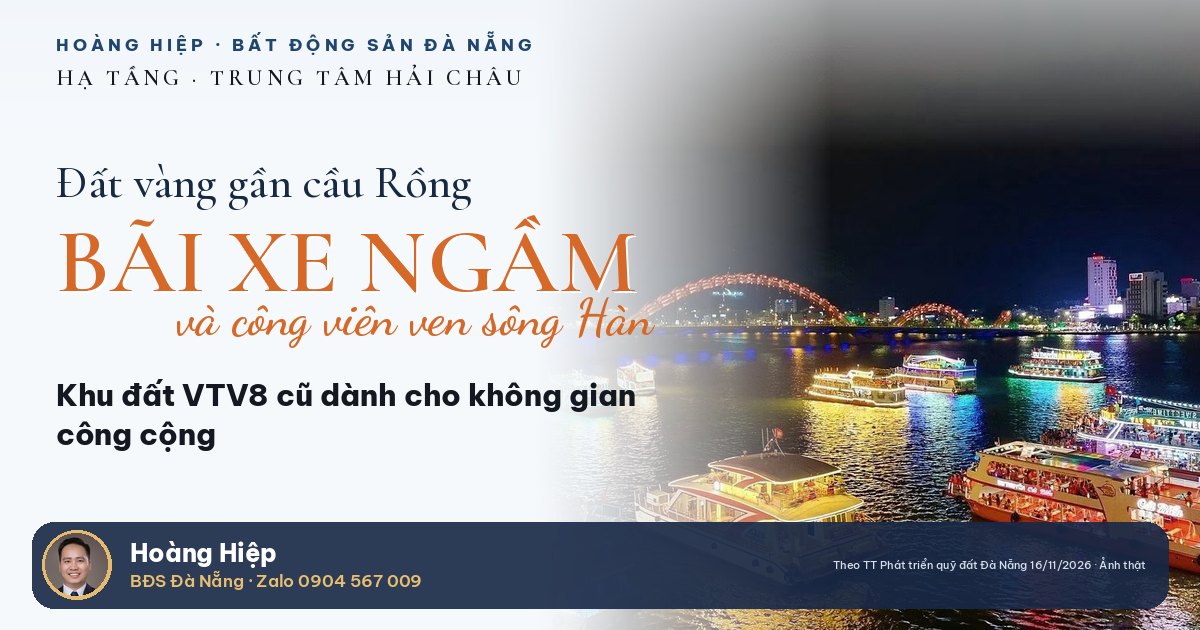 HOÀNG HIỆP · BẤT ĐỘNG SẢN ĐÀ NẴNG
HẠ TẦNG · TRUNG TÂM HẢI CHÂU
Đất vàng gần cầu Rồng
BÃI XE NGẦM
và công viên ven sông Hàn
Khu đất VTV8 cũ dành cho không gian
công cộng
Hoàng Hiệp
BĐS Đà Nẵng · Zalo 0904 567 009
Theo TT Phát triển quỹ đất Đà Nẵng 16/11/2026 · Ảnh thật